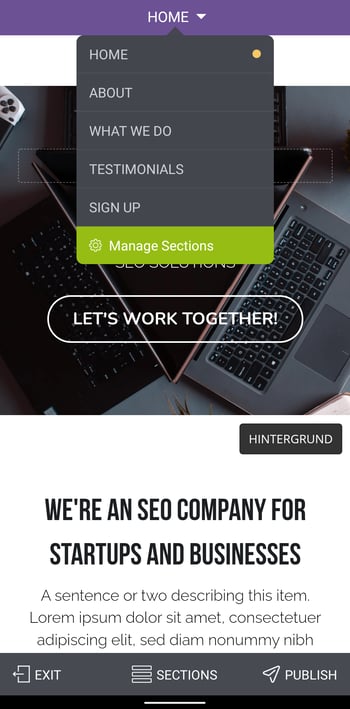 HOME
HOME
ABOUT
WHAT WE DO
TESTIMONIALS
SIGN UP
Manage Sections
SEO SOLUTIONS
LET'S WORK TOGETHER!
HINTERGRUND
WE'RE AN SEO COMPANY FOR
STARTUPS AND BUSINESSES
A sentence or two describing this item.
Lorem ipsum dolor sit amet, consectetuer
adipiscing elit, sed diam nonummy nibh
EXIT
SECTIONS
PUBLISH